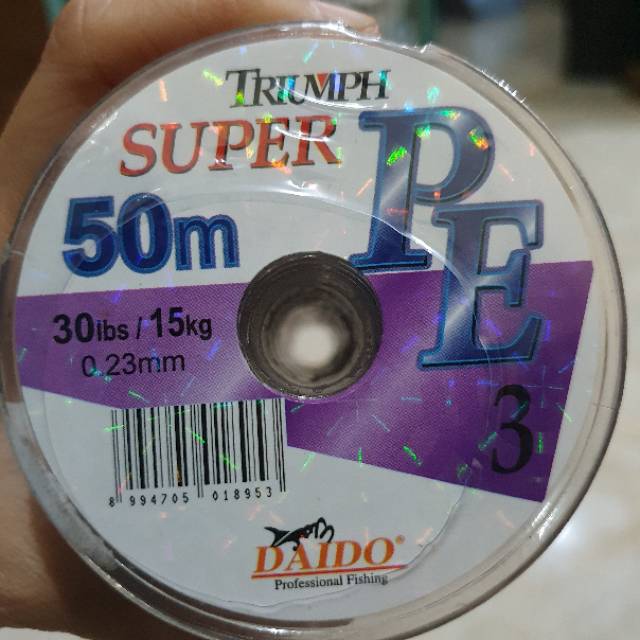 TRIUMPH
SUPER PE
50m
30lbs / 15kg
0.23mm
3
8 994705 018953
DAIDO®
Professional Fishing